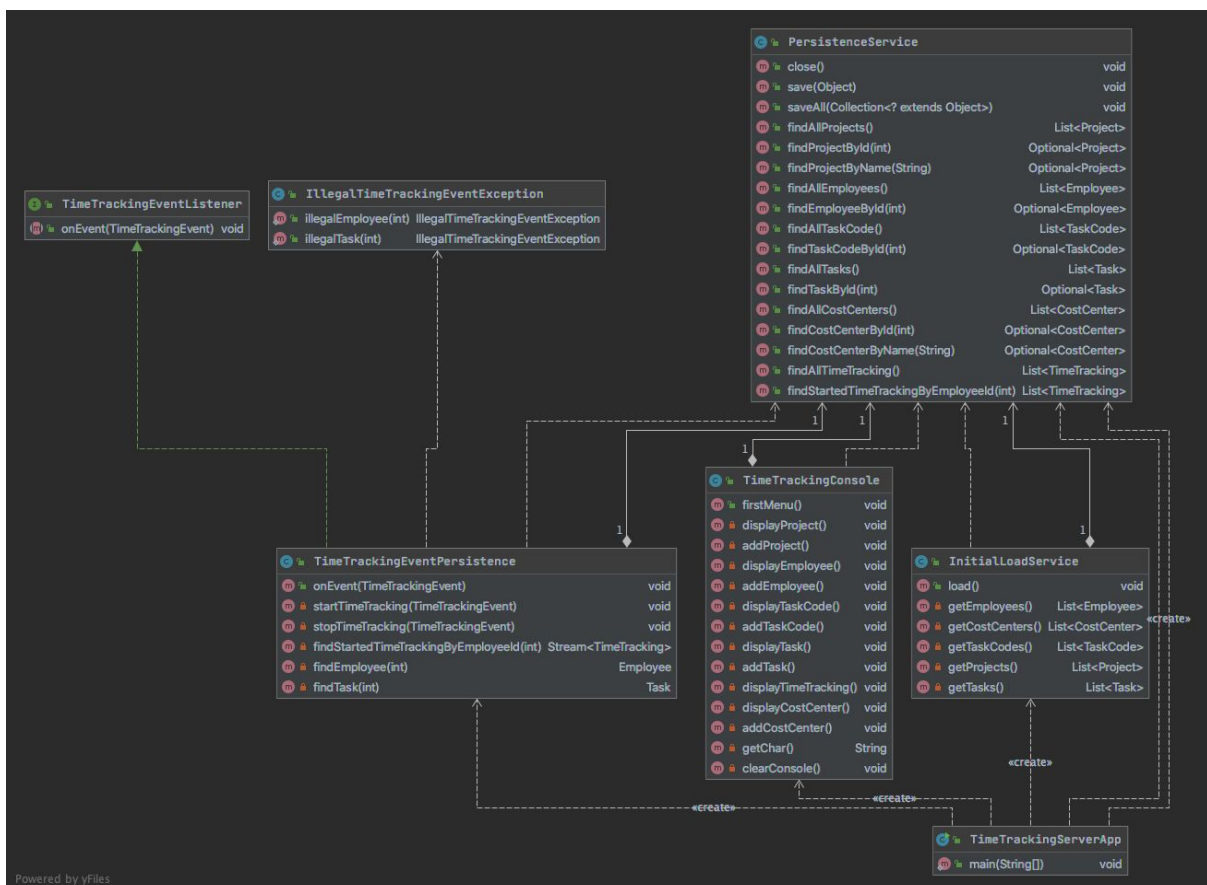 PersistenceService
close() void
save(Object) void
saveAll(Collection<? extends Object>) void
findAllProjects() List<Project>
findProjectById(int) Optional<Project>
findProjectByName(String) Optional<Project>
findAllEmployees() List<Employee>
findEmployeeById(int) Optional<Employee>
findAllTaskCode() List<TaskCode>
findTaskCodeById(int) Optional<TaskCode>
findAllTasks() List<Task>
findTaskById(int) Optional<Task>
findAllCostCenters() List<CostCenter>
findCostCenterById(int) Optional<CostCenter>
findCostCenterByName(String) Optional<CostCenter>
findAllTimeTracking() List<TimeTracking>
findStartedTimeTrackingByEmployeeId(int) List<TimeTracking>
TimeTrackingEventListener
onEvent(TimeTrackingEvent) void
IllegalTimeTrackingEventException
illegalEmployee(int) IllegalTimeTrackingEventException
illegalTask(int) IllegalTimeTrackingEventException
1 1 1
1
1
1
TimeTrackingEventPersistence
onEvent(TimeTrackingEvent) void
startTimeTracking(TimeTrackingEvent) void
stopTimeTracking(TimeTrackingEvent) void
findStartedTimeTrackingByEmployeeId(int) Stream<TimeTracking>
findEmployee(int) Employee
findTask(int) Task
TimeTrackingConsole
firstMenu() void
displayProject() void
addProject() void
displayEmployee() void
addEmployee() void
displayTaskCode() void
addTaskCode() void
displayTask() void
addTask() void
displayTimeTracking() void
displayCostCenter() void
addCostCenter() void
getChar() String
clearConsole() void
InitialLoadService
load() void
getEmployees() List<Employee>
getCostCenters() List<CostCenter>
getTaskCodes() List<TaskCode>
getProjects() List<Project>
getTasks() List<Task>
«create»
«create»
«create»
«create»
TimeTrackingServerApp
main(String[]) void
Powered by yFiles